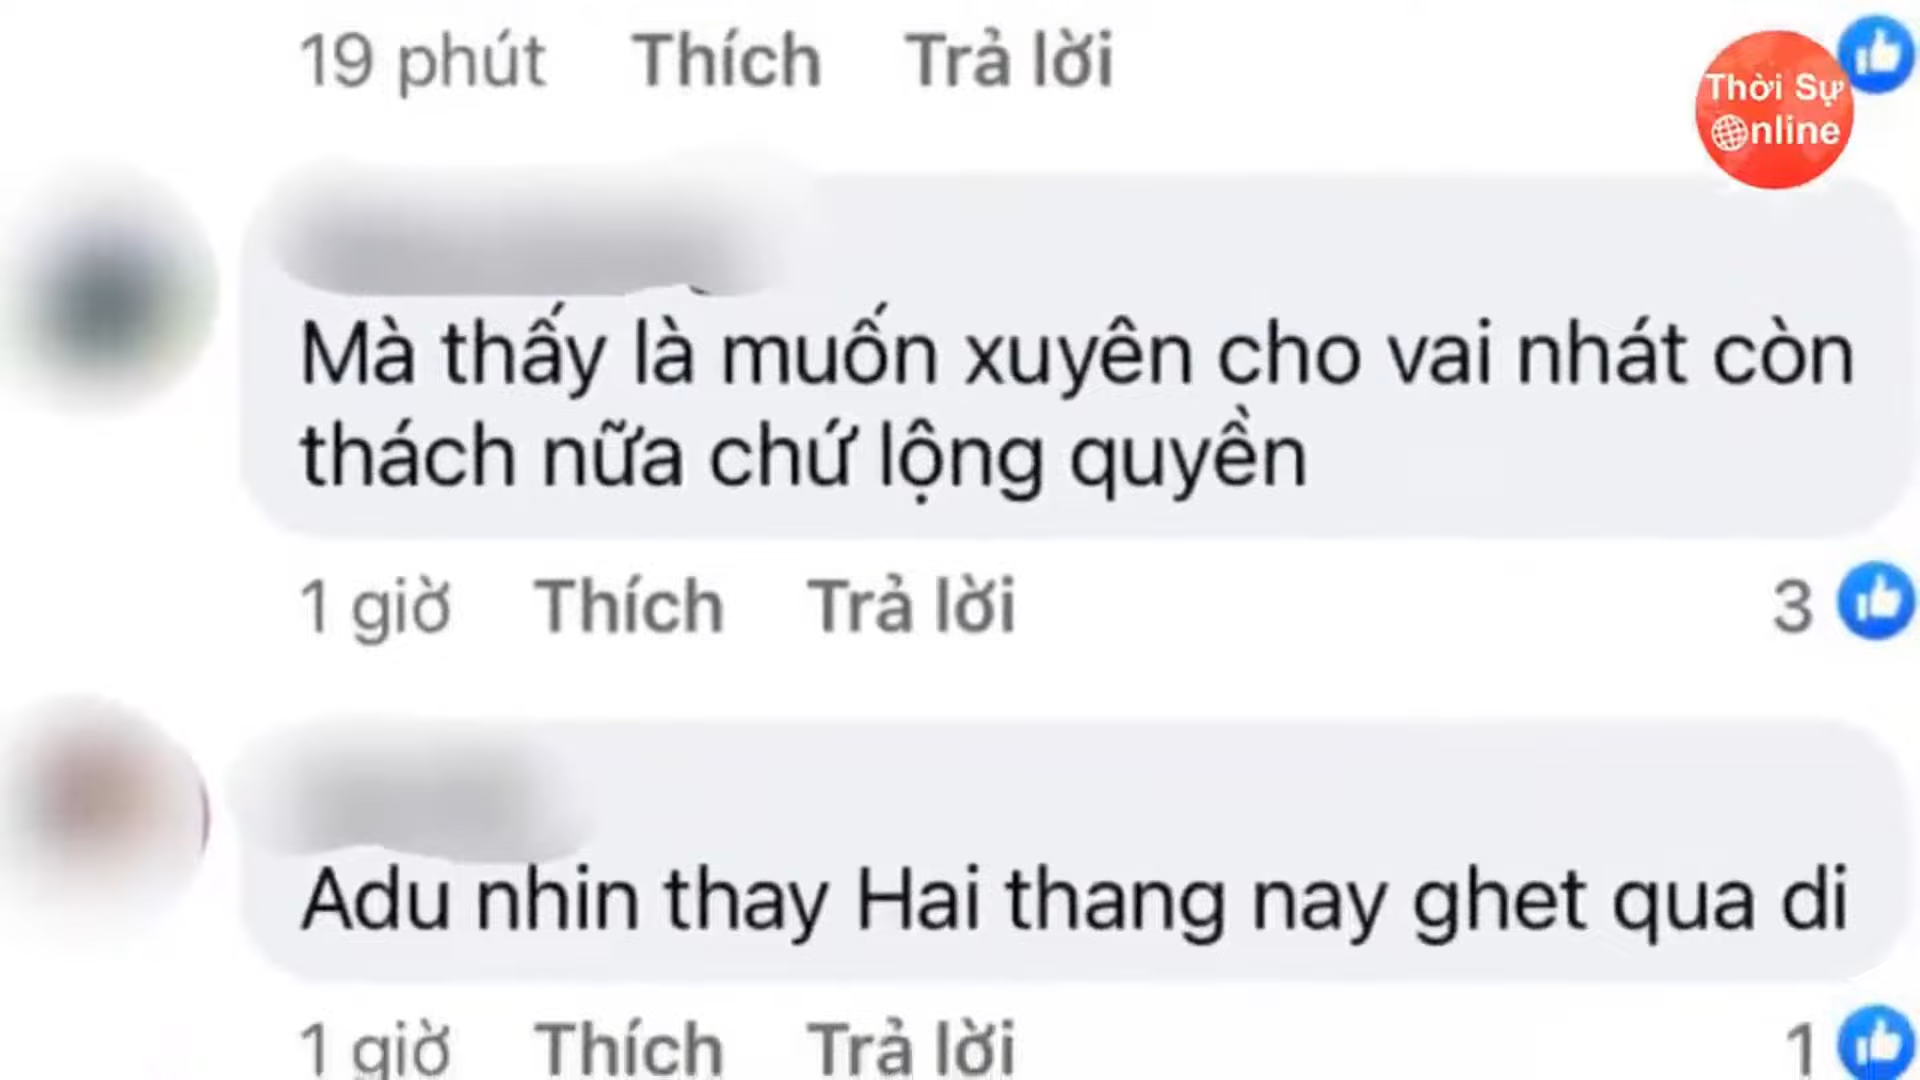 19 phút Thích Trả lời
Thời Sự
Online
Mà thấy là muốn xuyên cho vai nhát còn
thách nữa chứ lộng quyền
1 giờ Thích Trả lời 3
Adu nhin thay Hai thang nay ghet qua di
1 giờ Thích Trả lời 1